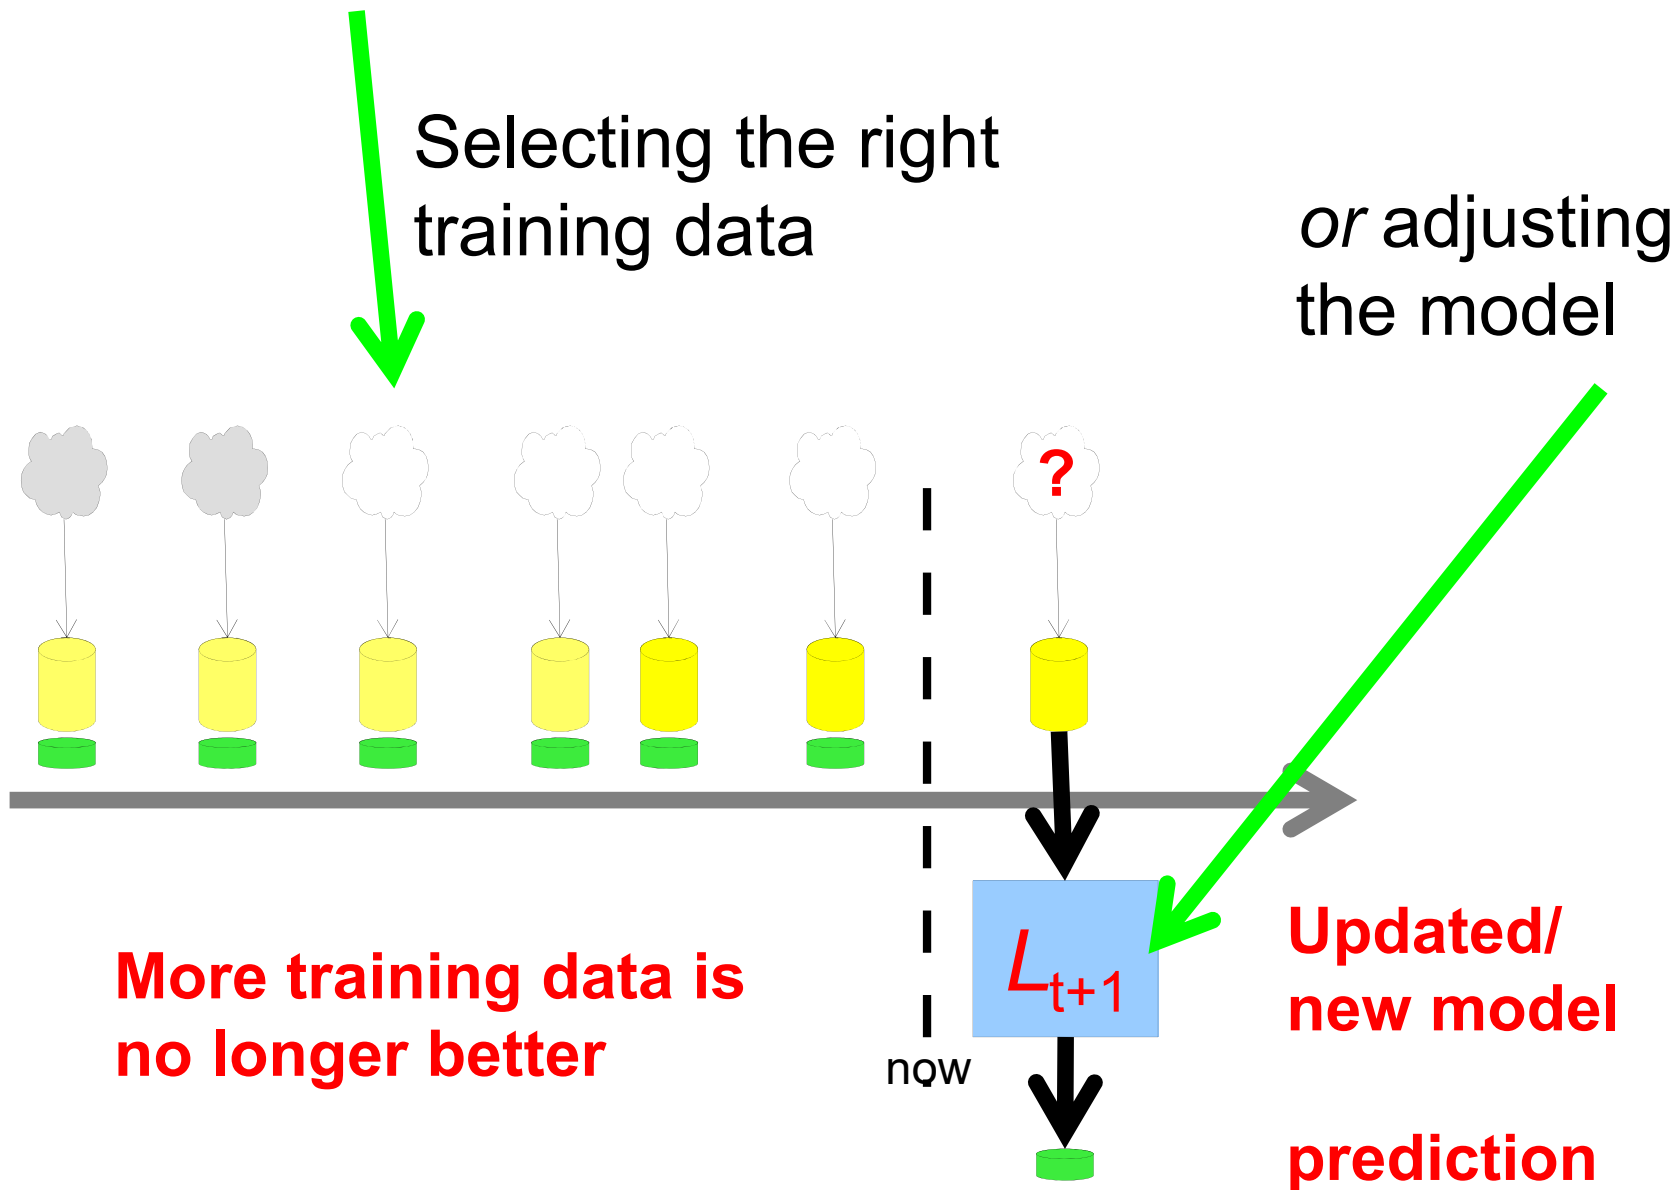 Selecting the right
training data
or adjusting
the model
?
More training data is
no longer better
now
L_{t+1}
Updated/
new model
prediction